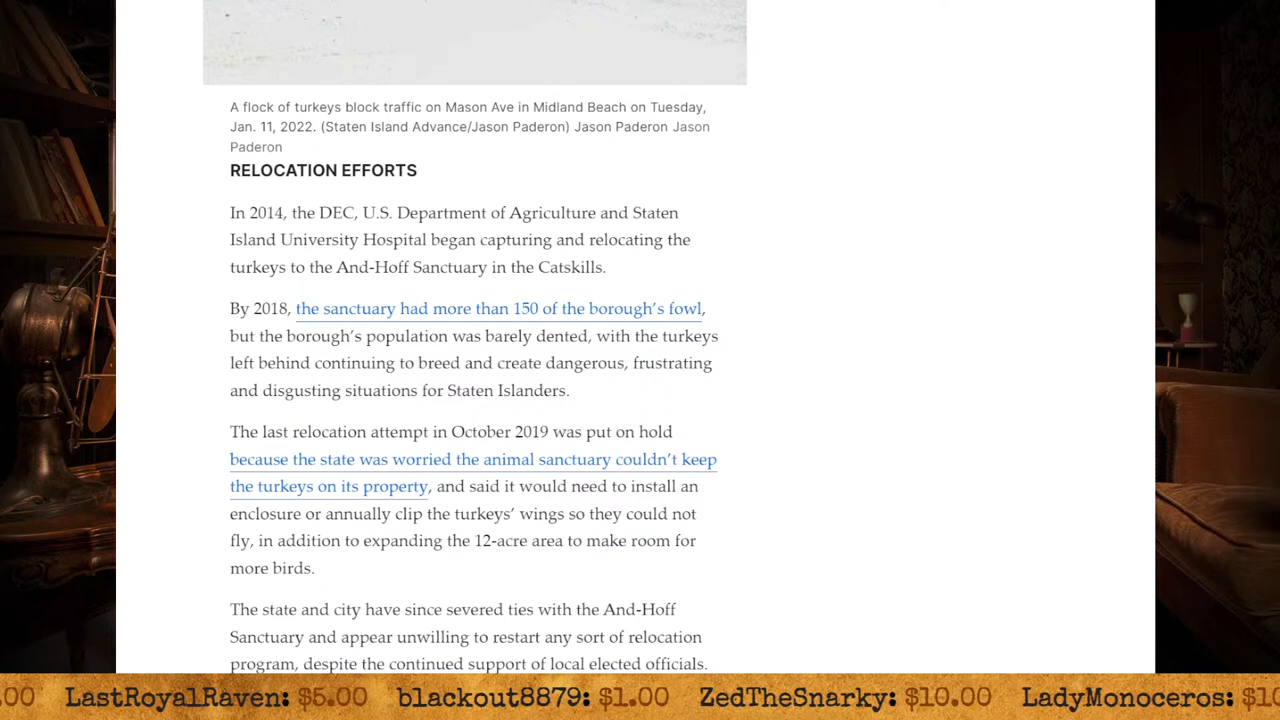 A flock of turkeys block traffic on Mason Ave in Midland Beach on Tuesday,
Jan. 11, 2022. (Staten Island Advance/Jason Paderon) Jason Paderon Jason
Paderon
RELOCATION EFFORTS
In 2014, the DEC, U.S. Department of Agriculture and Staten
Island University Hospital began capturing and relocating the
turkeys to the And-Hoff Sanctuary in the Catskills.
By 2018, the sanctuary had more than 150 of the borough’s fowl,
but the borough’s population was barely dented, with the turkeys
left behind continuing to breed and create dangerous, frustrating
and disgusting situations for Staten Islanders.
The last relocation attempt in October 2019 was put on hold
because the state was worried the animal sanctuary couldn’t keep
the turkeys on its property, and said it would need to install an
enclosure or annually clip the turkeys’ wings so they could not
fly, in addition to expanding the 12-acre area to make room for
more birds.
The state and city have since severed ties with the And-Hoff
Sanctuary and appear unwilling to restart any sort of relocation
program, despite the continued support of local elected officials.
.00 LastRoyalRaven: $5.00 blackout8879: $1.00 ZedTheSnarky: $10.00 LadyMonoceros: $10